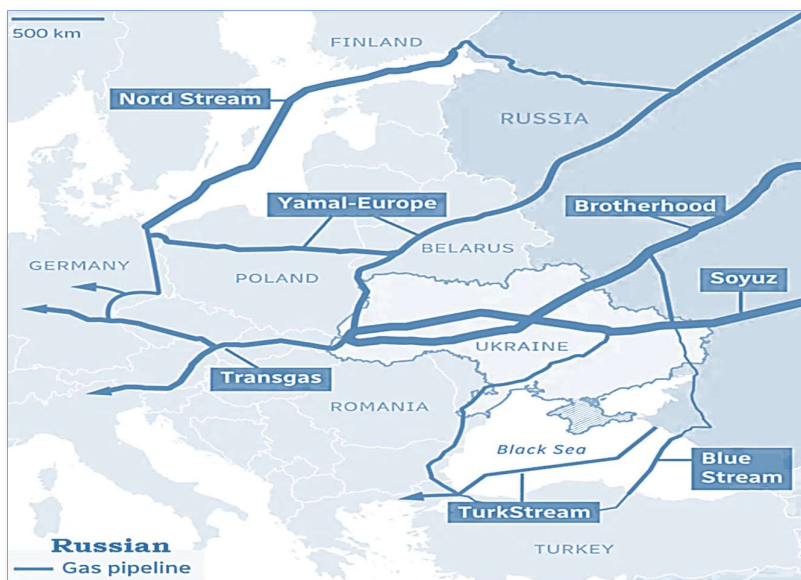 500 km
FINLAND
Nord Stream
RUSSIA
Yamal-Europe
Brotherhood
BELARUS
GERMANY
POLAND
Soyuz
UKRAINE
Transgas
ROMANIA
Black Sea
Blue
Stream
TurkStream
Russian
TURKEY
Gas pipeline